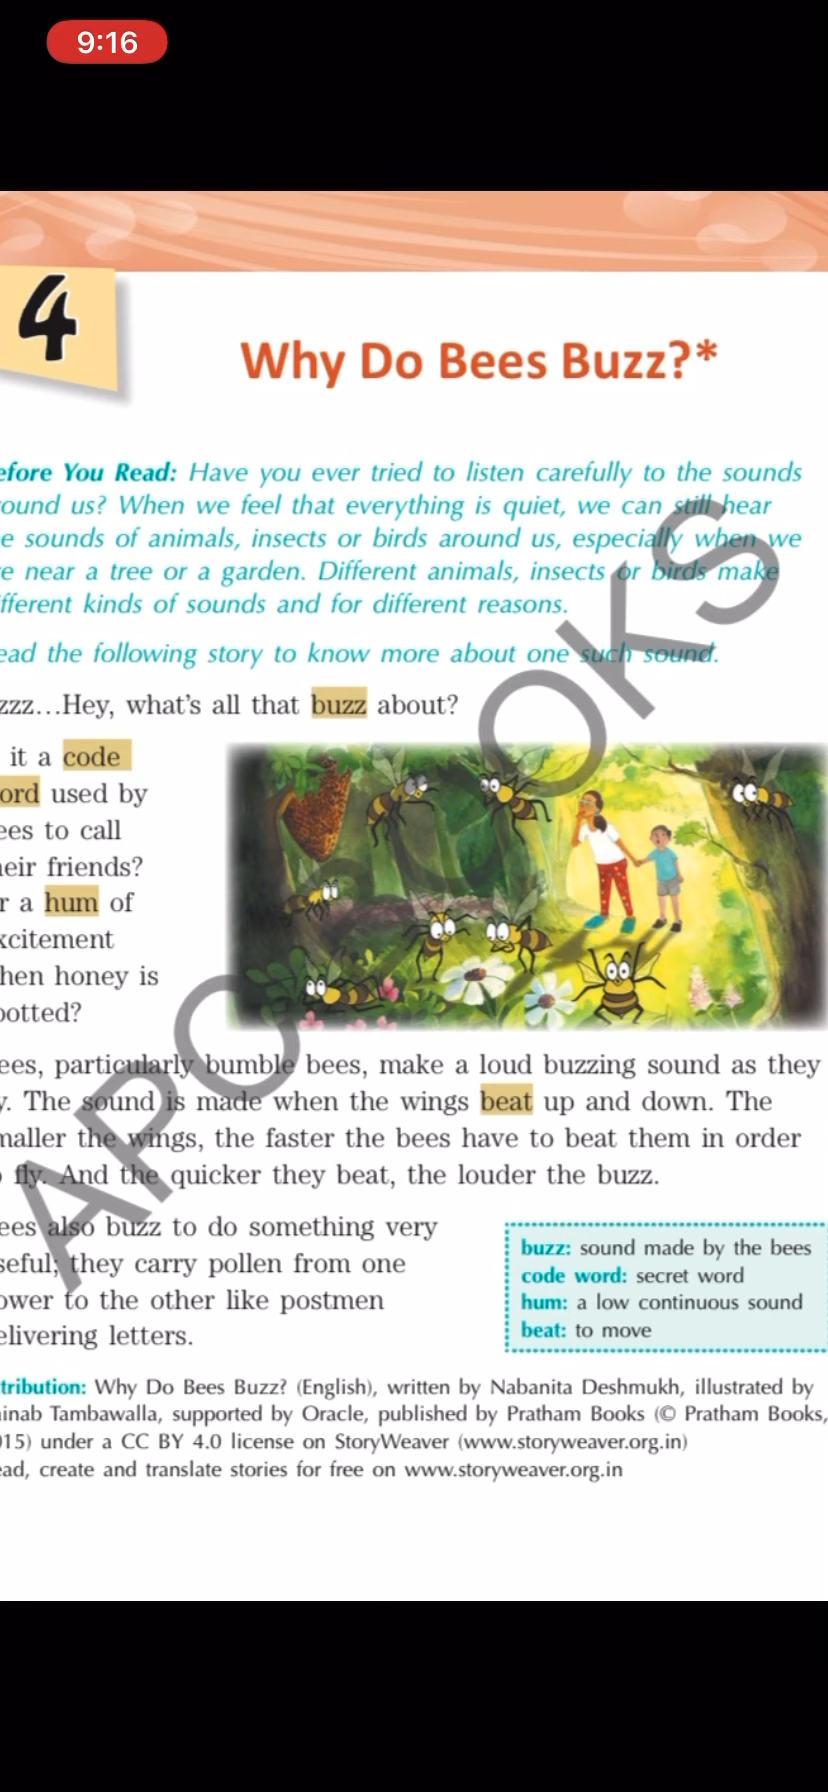 9:16
4
Why Do Bees Buzz?*
efore You Read: Have you ever tried to listen carefully to the sounds
ound us? When we feel that everything is quiet, we can still hear
e sounds of animals, insects or birds around us, especially when we
e near a tree or a garden. Different animals, insects or birds make
fferent kinds of sounds and for different reasons.
ead the following story to know more about one such sound.
zzz...Hey, what's all that buzz about?
it a code
ord used by
ees to call
heir friends?
r a hum of
xcitement
hen honey is
potted?
ees, particularly bumble bees, make a loud buzzing sound as they
y. The sound is made when the wings beat up and down. The
maller the wings, the faster the bees have to beat them in order
o fly. And the quicker they beat, the louder the buzz.
ees also buzz to do something very
seful; they carry pollen from one
ower to the other like postmen
elivering letters.
buzz: sound made by the bees
code word: secret word
hum: a low continuous sound
beat: to move
tribution: Why Do Bees Buzz? (English), written by Nabanita Deshmukh, illustrated by
inab Tambawalla, supported by Oracle, published by Pratham Books (© Pratham Books,
015) under a CC BY 4.0 license on StoryWeaver (www.storyweaver.org.in)
ead, create and translate stories for free on www.storyweaver.org.in